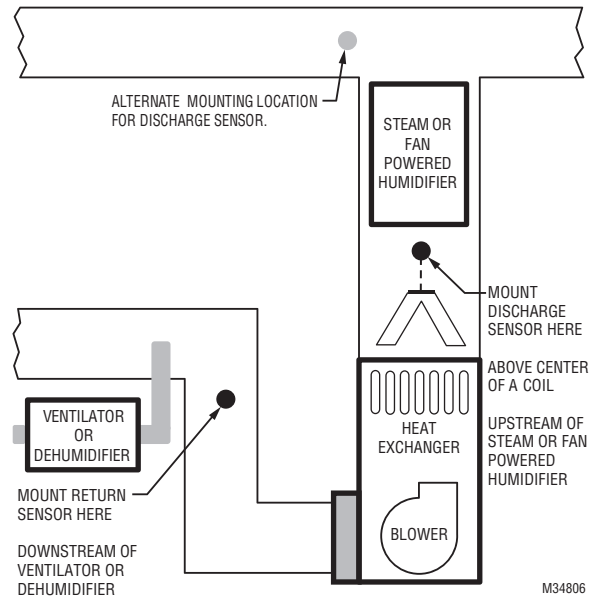 ALTERNATE MOUNTING LOCATION
FOR DISCHARGE SENSOR.
STEAM OR
FAN
POWERED
HUMIDIFIER
MOUNT
DISCHARGE
SENSOR HERE
ABOVE CENTER
OF A COIL
UPSTREAM OF
STEAM OR FAN
POWERED
HUMIDIFIER
HEAT
EXCHANGER
BLOWER
VENTILATOR
OR
DEHUMIDIFIER
MOUNT RETURN
SENSOR HERE
DOWNSTREAM OF
VENTILATOR OR
DEHUMIDIFIER
M34806